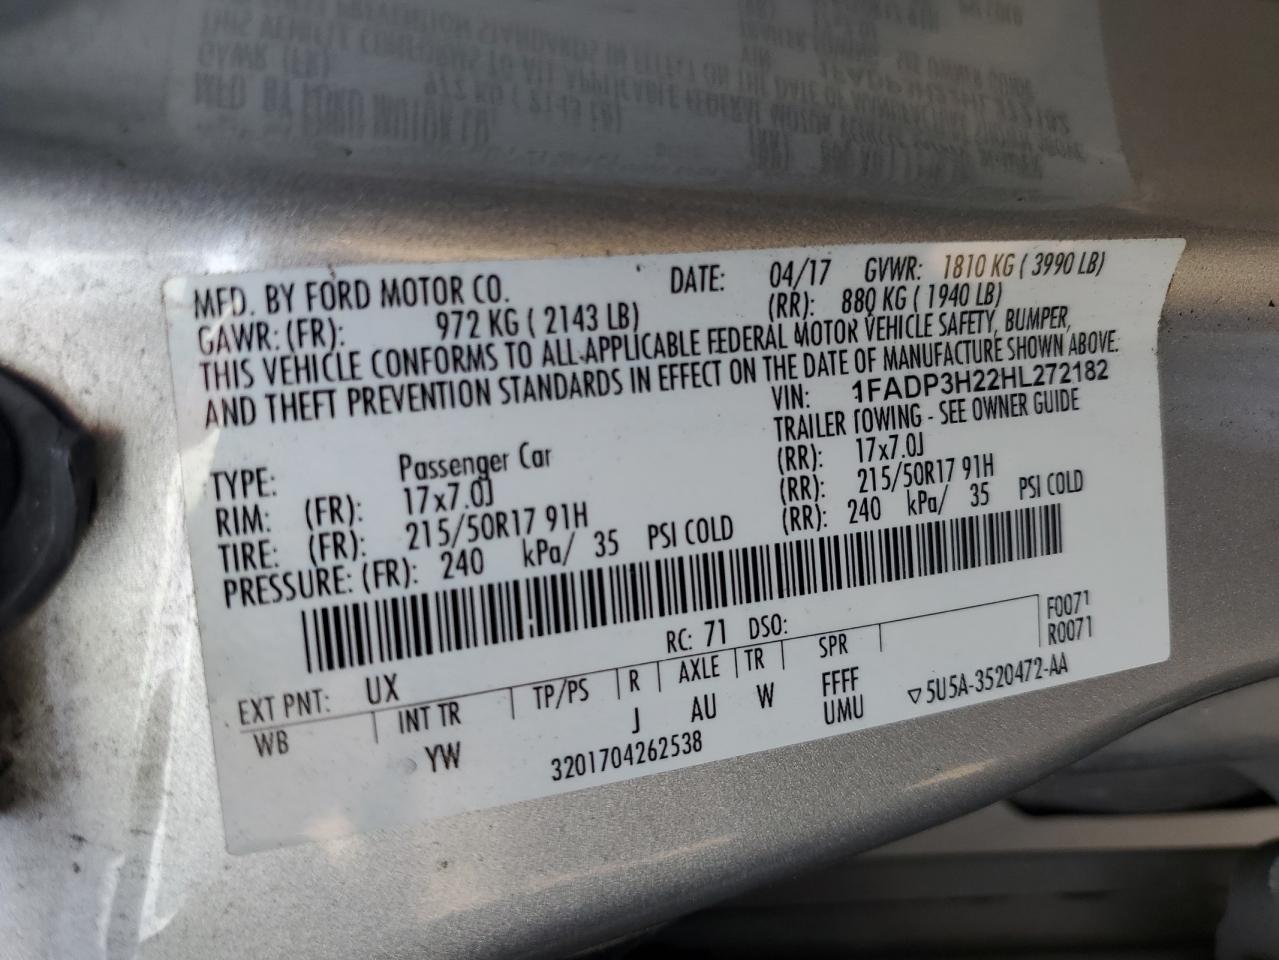 MFD. BY FORD MOTOR CO. DATE: 04/17 GVWR: 1810 KG ( 3990 LB)
GAWR: (FR): 972 KG ( 2143 LB) (RR): 880 KG ( 1940 LB)
THIS VEHICLE CONFORMS TO ALL APPLICABLE FEDERAL MOTOR VEHICLE SAFETY, BUMPER,
AND THEFT PREVENTION STANDARDS IN EFFECT ON THE DATE OF MANUFACTURE SHOWN ABOVE.
VIN: 1FADP3H22HL272182
TYPE: Passenger Car TRAILER TOWING - SEE OWNER GUIDE
RIM: (FR): 17x7.0J (RR): 17x7.0J
TIRE: (FR): 215/50R17 91H (RR): 215/50R17 91H
PRESSURE: (FR): 240 kPa/ 35 PSI COLD (RR): 240 kPa/ 35 PSI COLD
F0071
RC: 71 DSO: R0071
EXT PNT: UX TP/PS R AXLE TR SPR
WB INT TR J AU W FFFF
YW UMU
3201704262538 ▽5U5A-3520472-AA